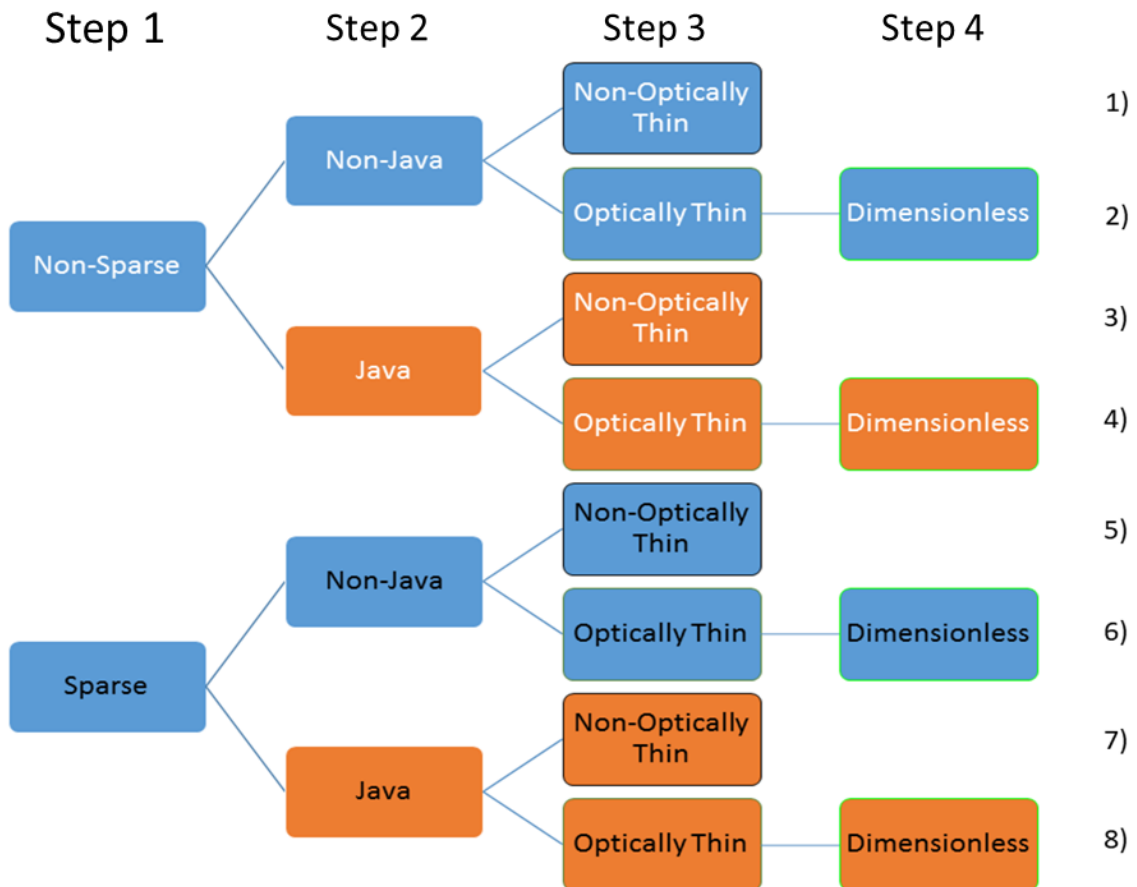 Step 1
Step 2
Step 3
Step 4
Non-Optically
Thin
1)
Non-Java
Optically Thin
Dimensionless
2)
Non-Sparse
Non-Optically
Thin
3)
Java
Optically Thin
Dimensionless
4)
Non-Optically
Thin
5)
Non-Java
Optically Thin
Dimensionless
6)
Sparse
Non-Optically
Thin
7)
Java
Optically Thin
Dimensionless
8)